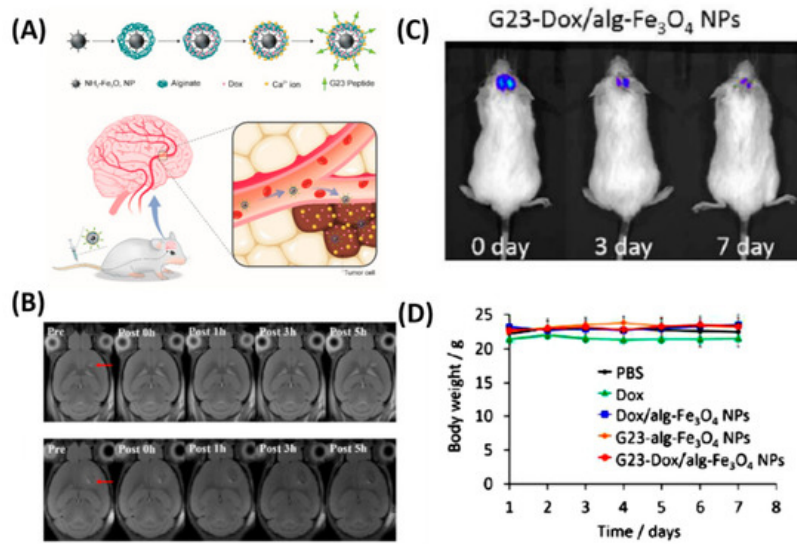 (A)
NH₂-Fe₃O₄ NP
Alginate
Dox
Ca²⁺ ion
G23 Peptide
Tumor cell
(B)
Pre
Post 0h
Post 1h
Post 3h
Post 5h
Pre
Post 0h
Post 1h
Post 3h
Post 5h
(C)
G23-Dox/alg-Fe₃O₄ NPs
0 day
3 day
7 day
(D)
Body weight / g
25
20
15
10
5
0
PBS
Dox
Dox/alg-Fe₃O₄ NPs
G23-alg-Fe₃O₄ NPs
G23-Dox/alg-Fe₃O₄ NPs
1 2 3 4 5 6 7 8
Time / days